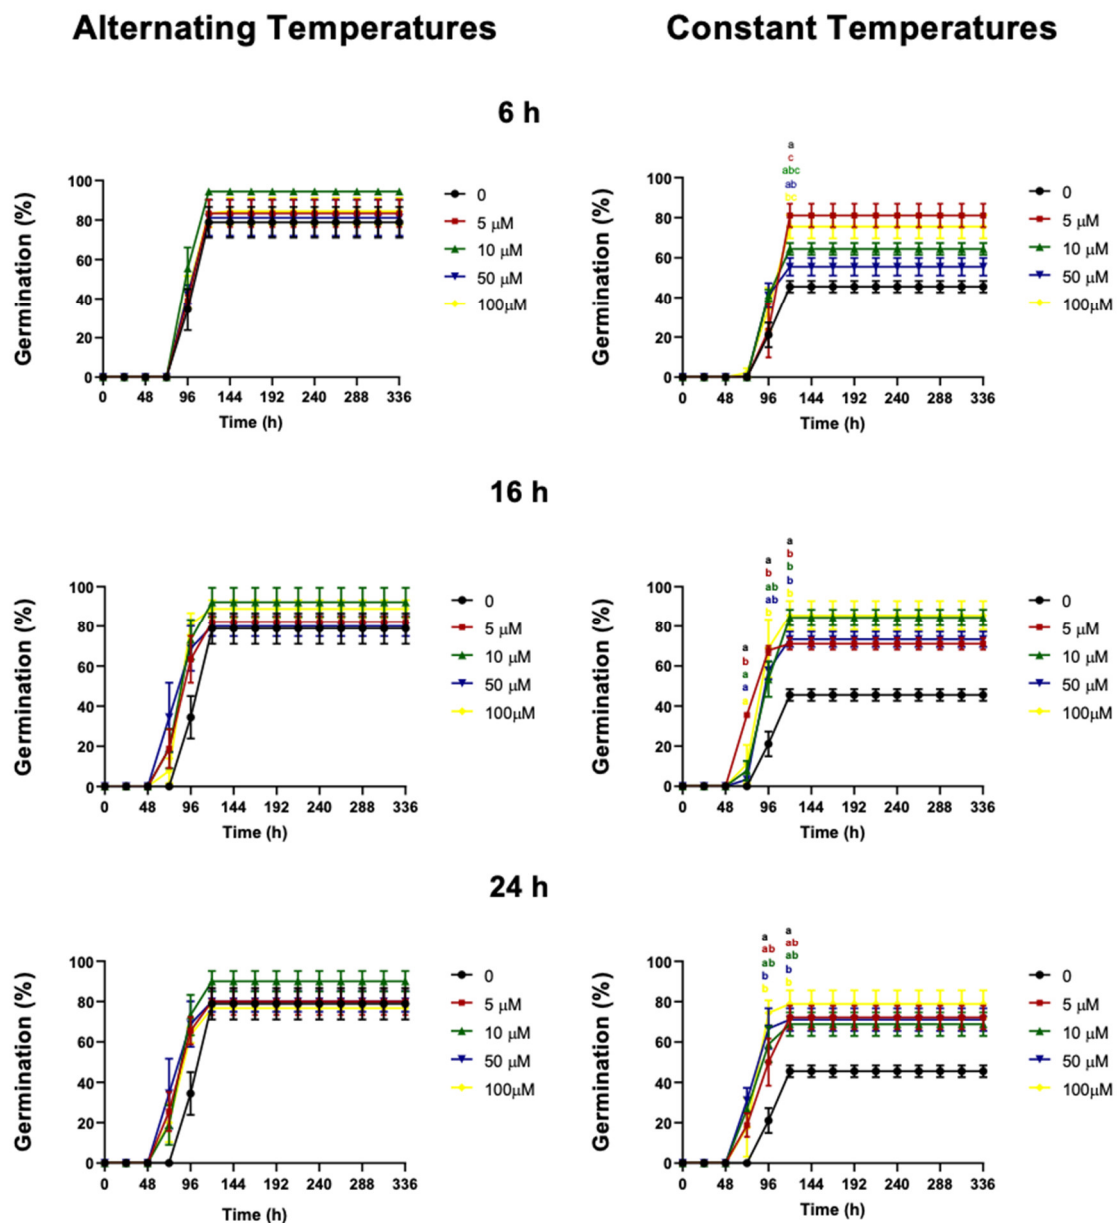 Alternating Temperatures
Constant Temperatures
6 h
Germination (%)
100
80
60
40
20
0
0 48 96 144 192 240 288 336
Time (h)
0
5 μM
10 μM
50 μM
100μM
a
c
abc
ab
bc
Germination (%)
100
80
60
40
20
0
0 48 96 144 192 240 288 336
Time (h)
0
5 μM
10 μM
50 μM
100μM
16 h
Germination (%)
100
80
60
40
20
0
0 48 96 144 192 240 288 336
Time (h)
0
5 μM
10 μM
50 μM
100μM
a
b
a
a
a
b
ab
ab
b
a
b
b
b
b
Germination (%)
100
80
60
40
20
0
0 48 96 144 192 240 288 336
Time (h)
0
5 μM
10 μM
50 μM
100μM
24 h
Germination (%)
100
80
60
40
20
0
0 48 96 144 192 240 288 336
Time (h)
0
5 μM
10 μM
50 μM
100μM
a
ab
ab
b
b
a
ab
ab
b
b
Germination (%)
100
80
60
40
20
0
0 48 96 144 192 240 288 336
Time (h)
0
5 μM
10 μM
50 μM
100μM